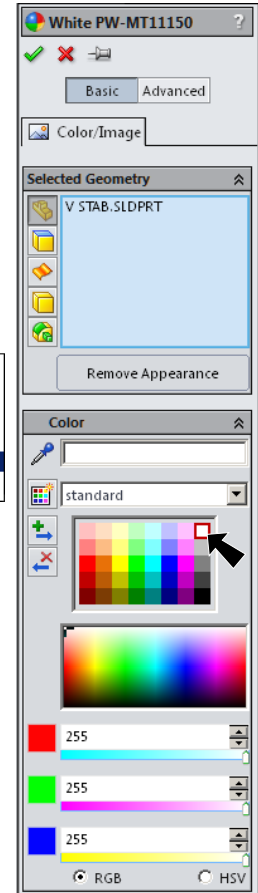 White PW-MT11150 ?
Basic Advanced
Color/Image
Selected Geometry
V STAB.SLDPRT
Remove Appearance
Color
standard
255
255
255
RGB HSV